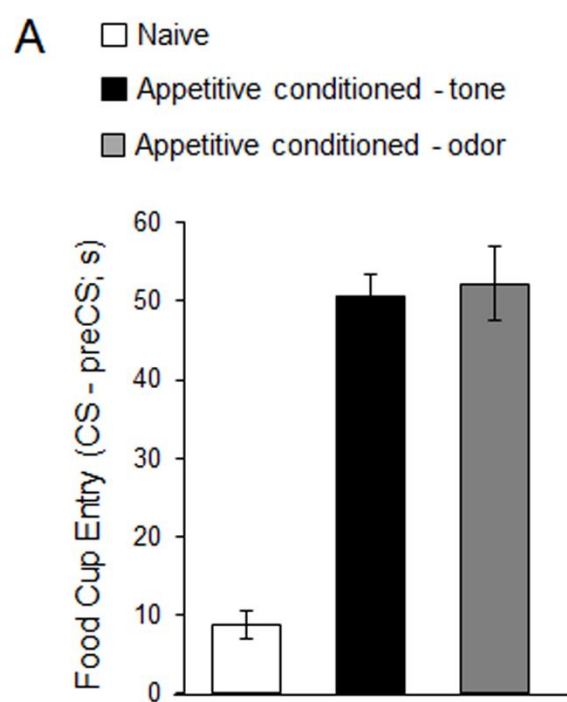 A
Naive
Appetitive conditioned - tone
Appetitive conditioned - odor
Food Cup Entry (CS - preCS; s)
60
50
40
30
20
10
0